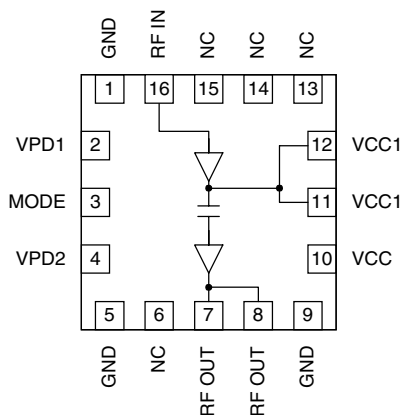 GND
RF IN
NC
NC
NC
1
16
15
14
13
VPD1
2
12
VCC1
MODE
3
11
VCC1
VPD2
4
10
VCC
5
6
7
8
9
GND
NC
RF OUT
RF OUT
GND